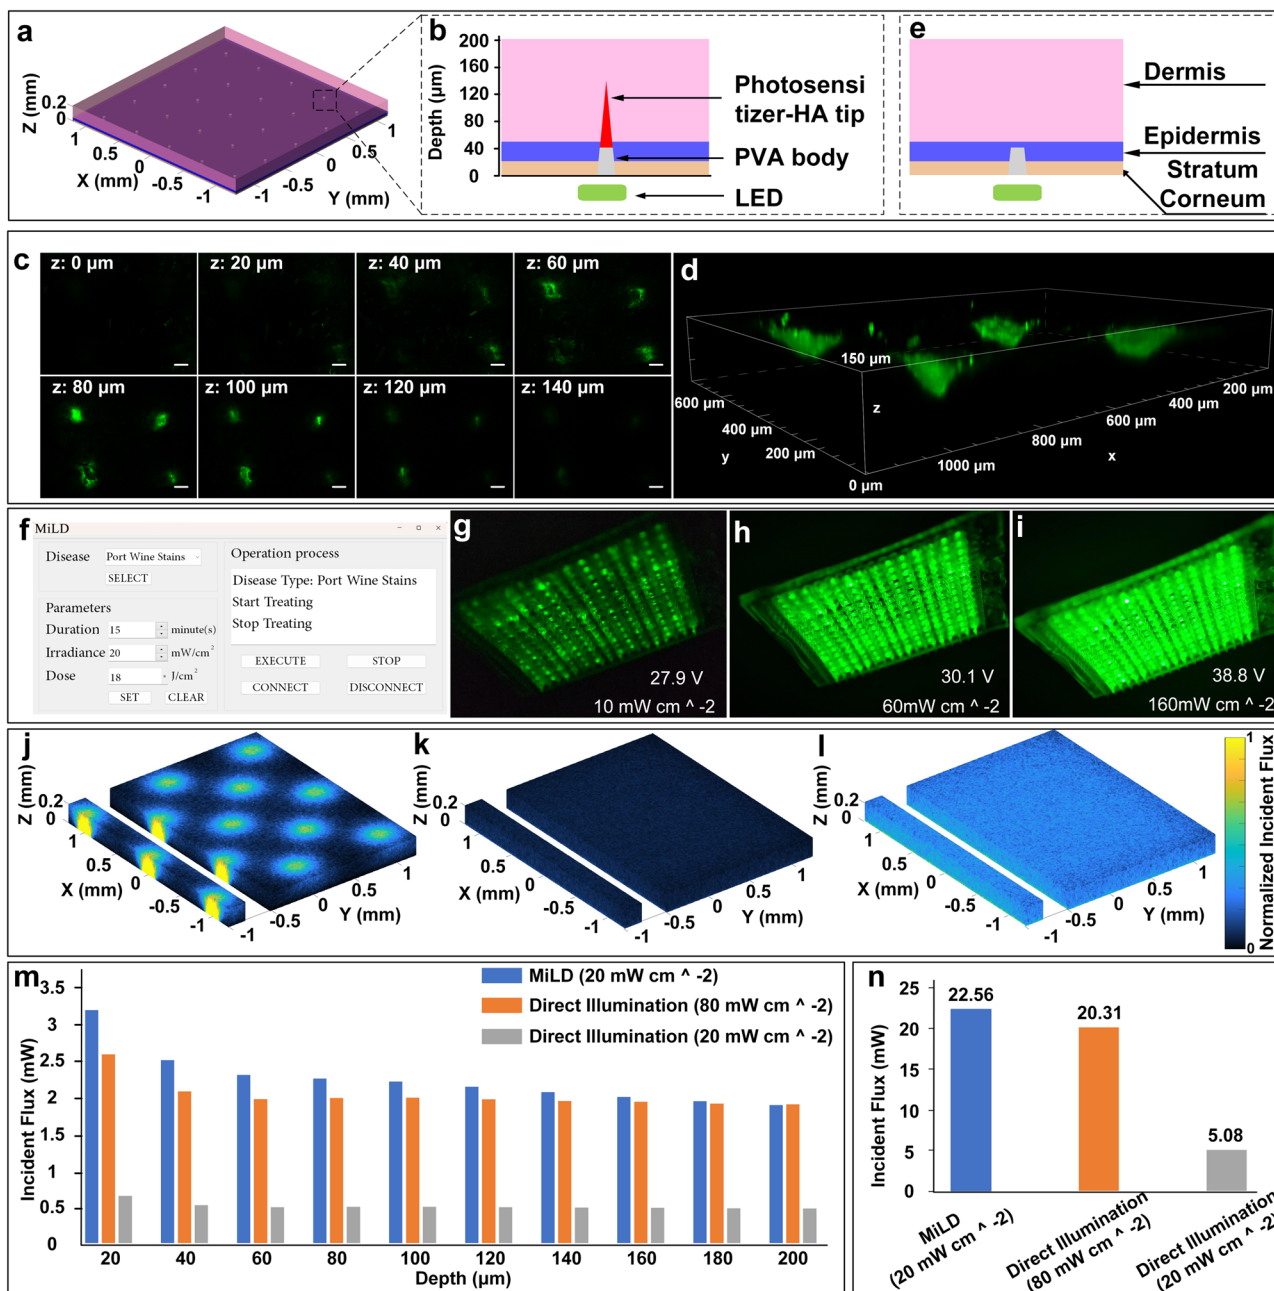 a
Z (mm)
0.2
0
1
0.5
0
-0.5
-1
X (mm)
-1
-0.5
0
0.5
1
Y (mm)
b
Depth (µm)
200
160
120
80
40
0
Photosensi
tizer-HA tip
PVA body
LED
e
Dermis
Epidermis
Stratum
Corneum
c
z: 0 µm
z: 20 µm
z: 40 µm
z: 60 µm
z: 80 µm
z: 100 µm
z: 120 µm
z: 140 µm
d
150 µm
z
600 µm
400 µm
200 µm
y
0 µm
1000 µm
800 µm
600 µm
400 µm
200 µm
x
f
MiLD
Disease
Port Wine Stains
SELECT
Parameters
Duration 15 minute(s)
Irradiance 20 mW/cm²
Dose 18 J/cm²
SET CLEAR
Operation process
Disease Type: Port Wine Stains
Start Treating
Stop Treating
EXECUTE STOP
CONNECT DISCONNECT
g
27.9 V
10 mW cm ^ -2
h
30.1 V
60mW cm ^ -2
i
38.8 V
160mW cm ^ -2
j
Z (mm)
0.2
0
1
0.5
0
-0.5
-1
X (mm)
-1
-0.5
0
0.5
1
Y (mm)
k
Z (mm)
0.2
0
1
0.5
0
-0.5
-1
X (mm)
-1
-0.5
0
0.5
1
Y (mm)
l
Z (mm)
0.2
0
1
0.5
0
-0.5
-1
X (mm)
-1
-0.5
0
0.5
1
Y (mm)
1
0
Normalized Incident Flux
m
Incident Flux (mW)
3.5
3
2.5
2
1.5
1
0.5
0
MiLD (20 mW cm ^ -2)
Direct Illumination (80 mW cm ^ -2)
Direct Illumination (20 mW cm ^ -2)
20 40 60 80 100 120 140 160 180 200
Depth (µm)
n
Incident Flux (mW)
25
20
15
10
5
0
22.56
20.31
5.08
MiLD
(20 mW cm ^ -2)
Direct Illumination
(80 mW cm ^ -2)
Direct Illumination
(20 mW cm ^ -2)